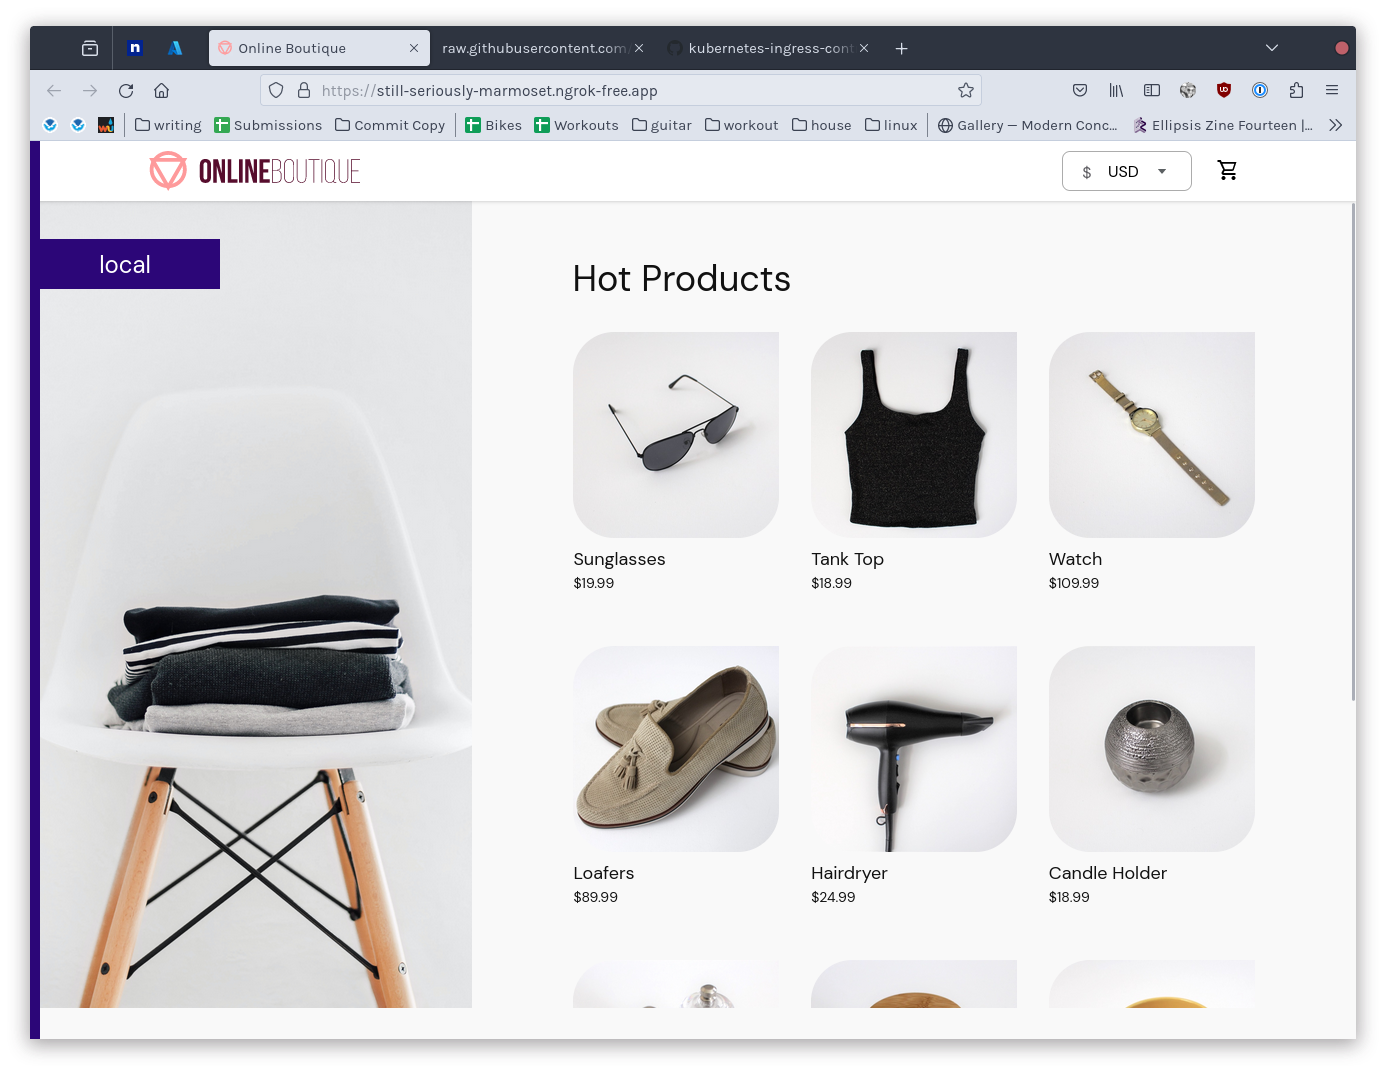 Online Boutique
raw.githubusercontent.com
kubernetes-ingress-cont
https://still-seriously-marmoset.ngrok-free.app
writing
Submissions
Commit Copy
Bikes
Workouts
guitar
workout
house
linux
Gallery — Modern Conc...
Ellipsis Zine Fourteen |...
ONLINEBOUTIQUE
$ USD
local
Hot Products
Sunglasses
$19.99
Tank Top
$18.99
Watch
$109.99
Loafers
$89.99
Hairdryer
$24.99
Candle Holder
$18.99